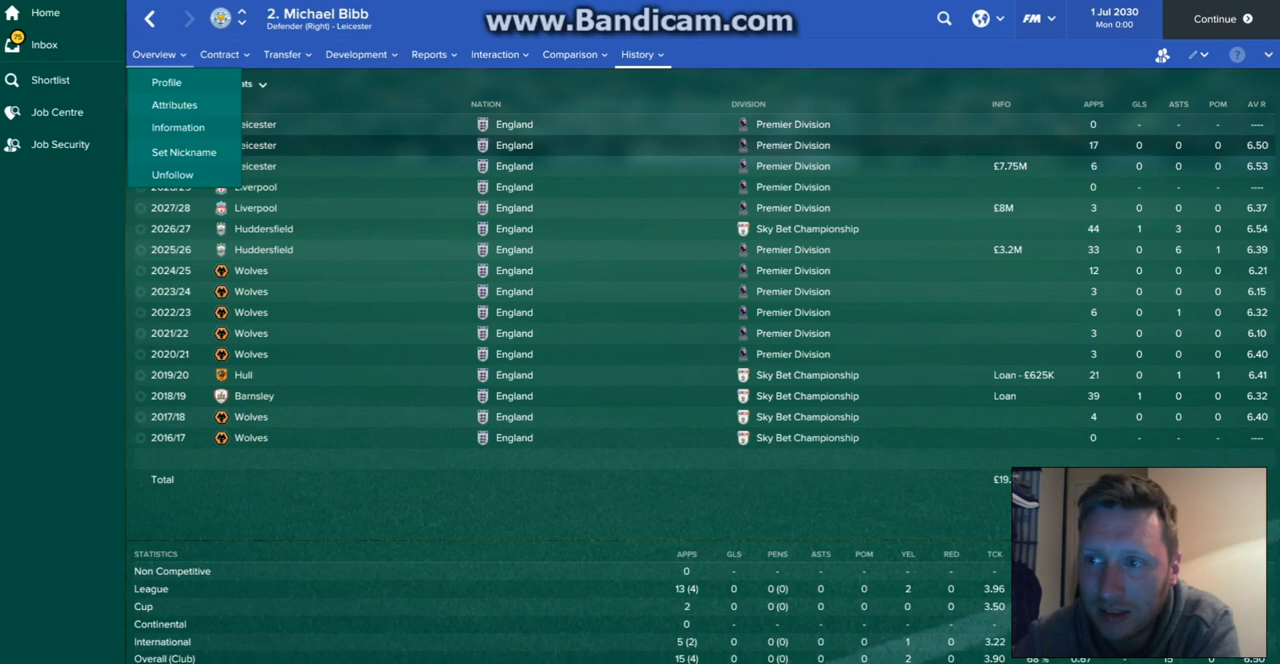 Home
75
Inbox
Shortlist
Job Centre
Job Security
2. Michael Bibb
Defender (Right) - Leicester
www.Bandicam.com
FM
1 Jul 2030
Mon 0:00
Continue
Overview Contract Transfer Development Reports Interaction Comparison History
?
Profile
Attributes
Information
Set Nickname
Unfollow
NATION DIVISION INFO APPS GLS ASTS POM AV R
England Premier Division 0 - - - ----
England Premier Division 17 0 0 0 6.50
England Premier Division £7.75M 6 0 0 0 6.53
Liverpool England Premier Division 0 - - - ----
2027/28 Liverpool England Premier Division £8M 3 0 0 0 6.37
2026/27 Huddersfield England Sky Bet Championship 44 1 3 0 6.54
2025/26 Huddersfield England Premier Division £3.2M 33 0 6 1 6.39
2024/25 Wolves England Premier Division 12 0 0 0 6.21
2023/24 Wolves England Premier Division 3 0 0 0 6.15
2022/23 Wolves England Premier Division 6 0 1 0 6.32
2021/22 Wolves England Premier Division 3 0 0 0 6.10
2020/21 Wolves England Premier Division 3 0 0 0 6.40
2019/20 Hull England Sky Bet Championship Loan - £625K 21 0 1 1 6.41
2018/19 Barnsley England Sky Bet Championship Loan 39 1 0 0 6.32
2017/18 Wolves England Sky Bet Championship 4 0 0 0 6.40
2016/17 Wolves England Sky Bet Championship 0 - - - ----
Total £19.
STATISTICS APPS GLS PENS ASTS POM YEL RED TCK
Non Competitive 0 - - - - - - -
League 13 (4) 0 0 (0) 0 0 2 0 3.96
Cup 2 0 0 (0) 0 0 0 0 3.50
Continental 0 - - - - - - -
International 5 (2) 0 0 (0) 0 0 1 0 3.22
Overall (Club) 15 (4) 0 0 (0) 0 0 2 0 3.90